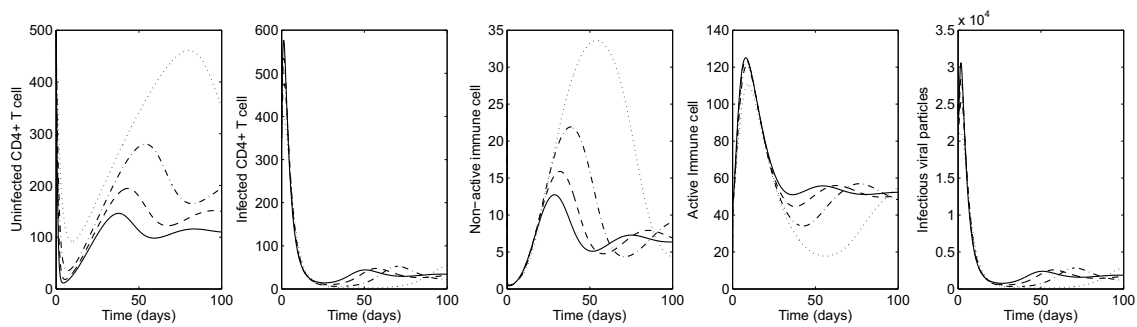 Uninfected CD4+ T cell
500
400
300
200
100
0
0 50 100
Time (days)
Infected CD4+ T cell
600
500
400
300
200
100
0
0 50 100
Time (days)
Non−active immune cell
35
30
25
20
15
10
5
0
0 50 100
Time (days)
Active Immune cell
140
120
100
80
60
40
20
0
0 50 100
Time (days)
Infectious viral particles
x 10⁴
3.5
3
2.5
2
1.5
1
0.5
0
0 50 100
Time (days)